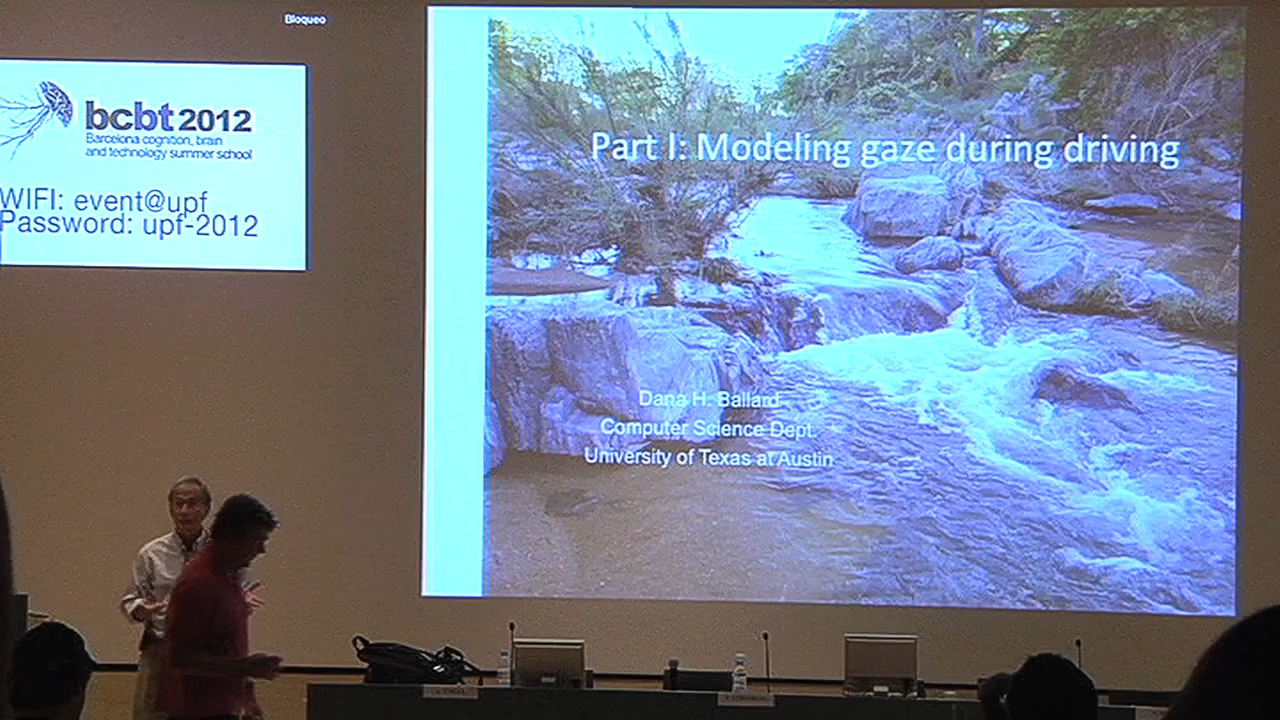 Bloqueo
bcbt 2012
Barcelona cognition, brain
and technology summer school
WIFI: event@upf
Password: upf-2012
Part I: Modeling gaze during driving
Dana H. Ballard
Computer Science Dept.
University of Texas at Austin